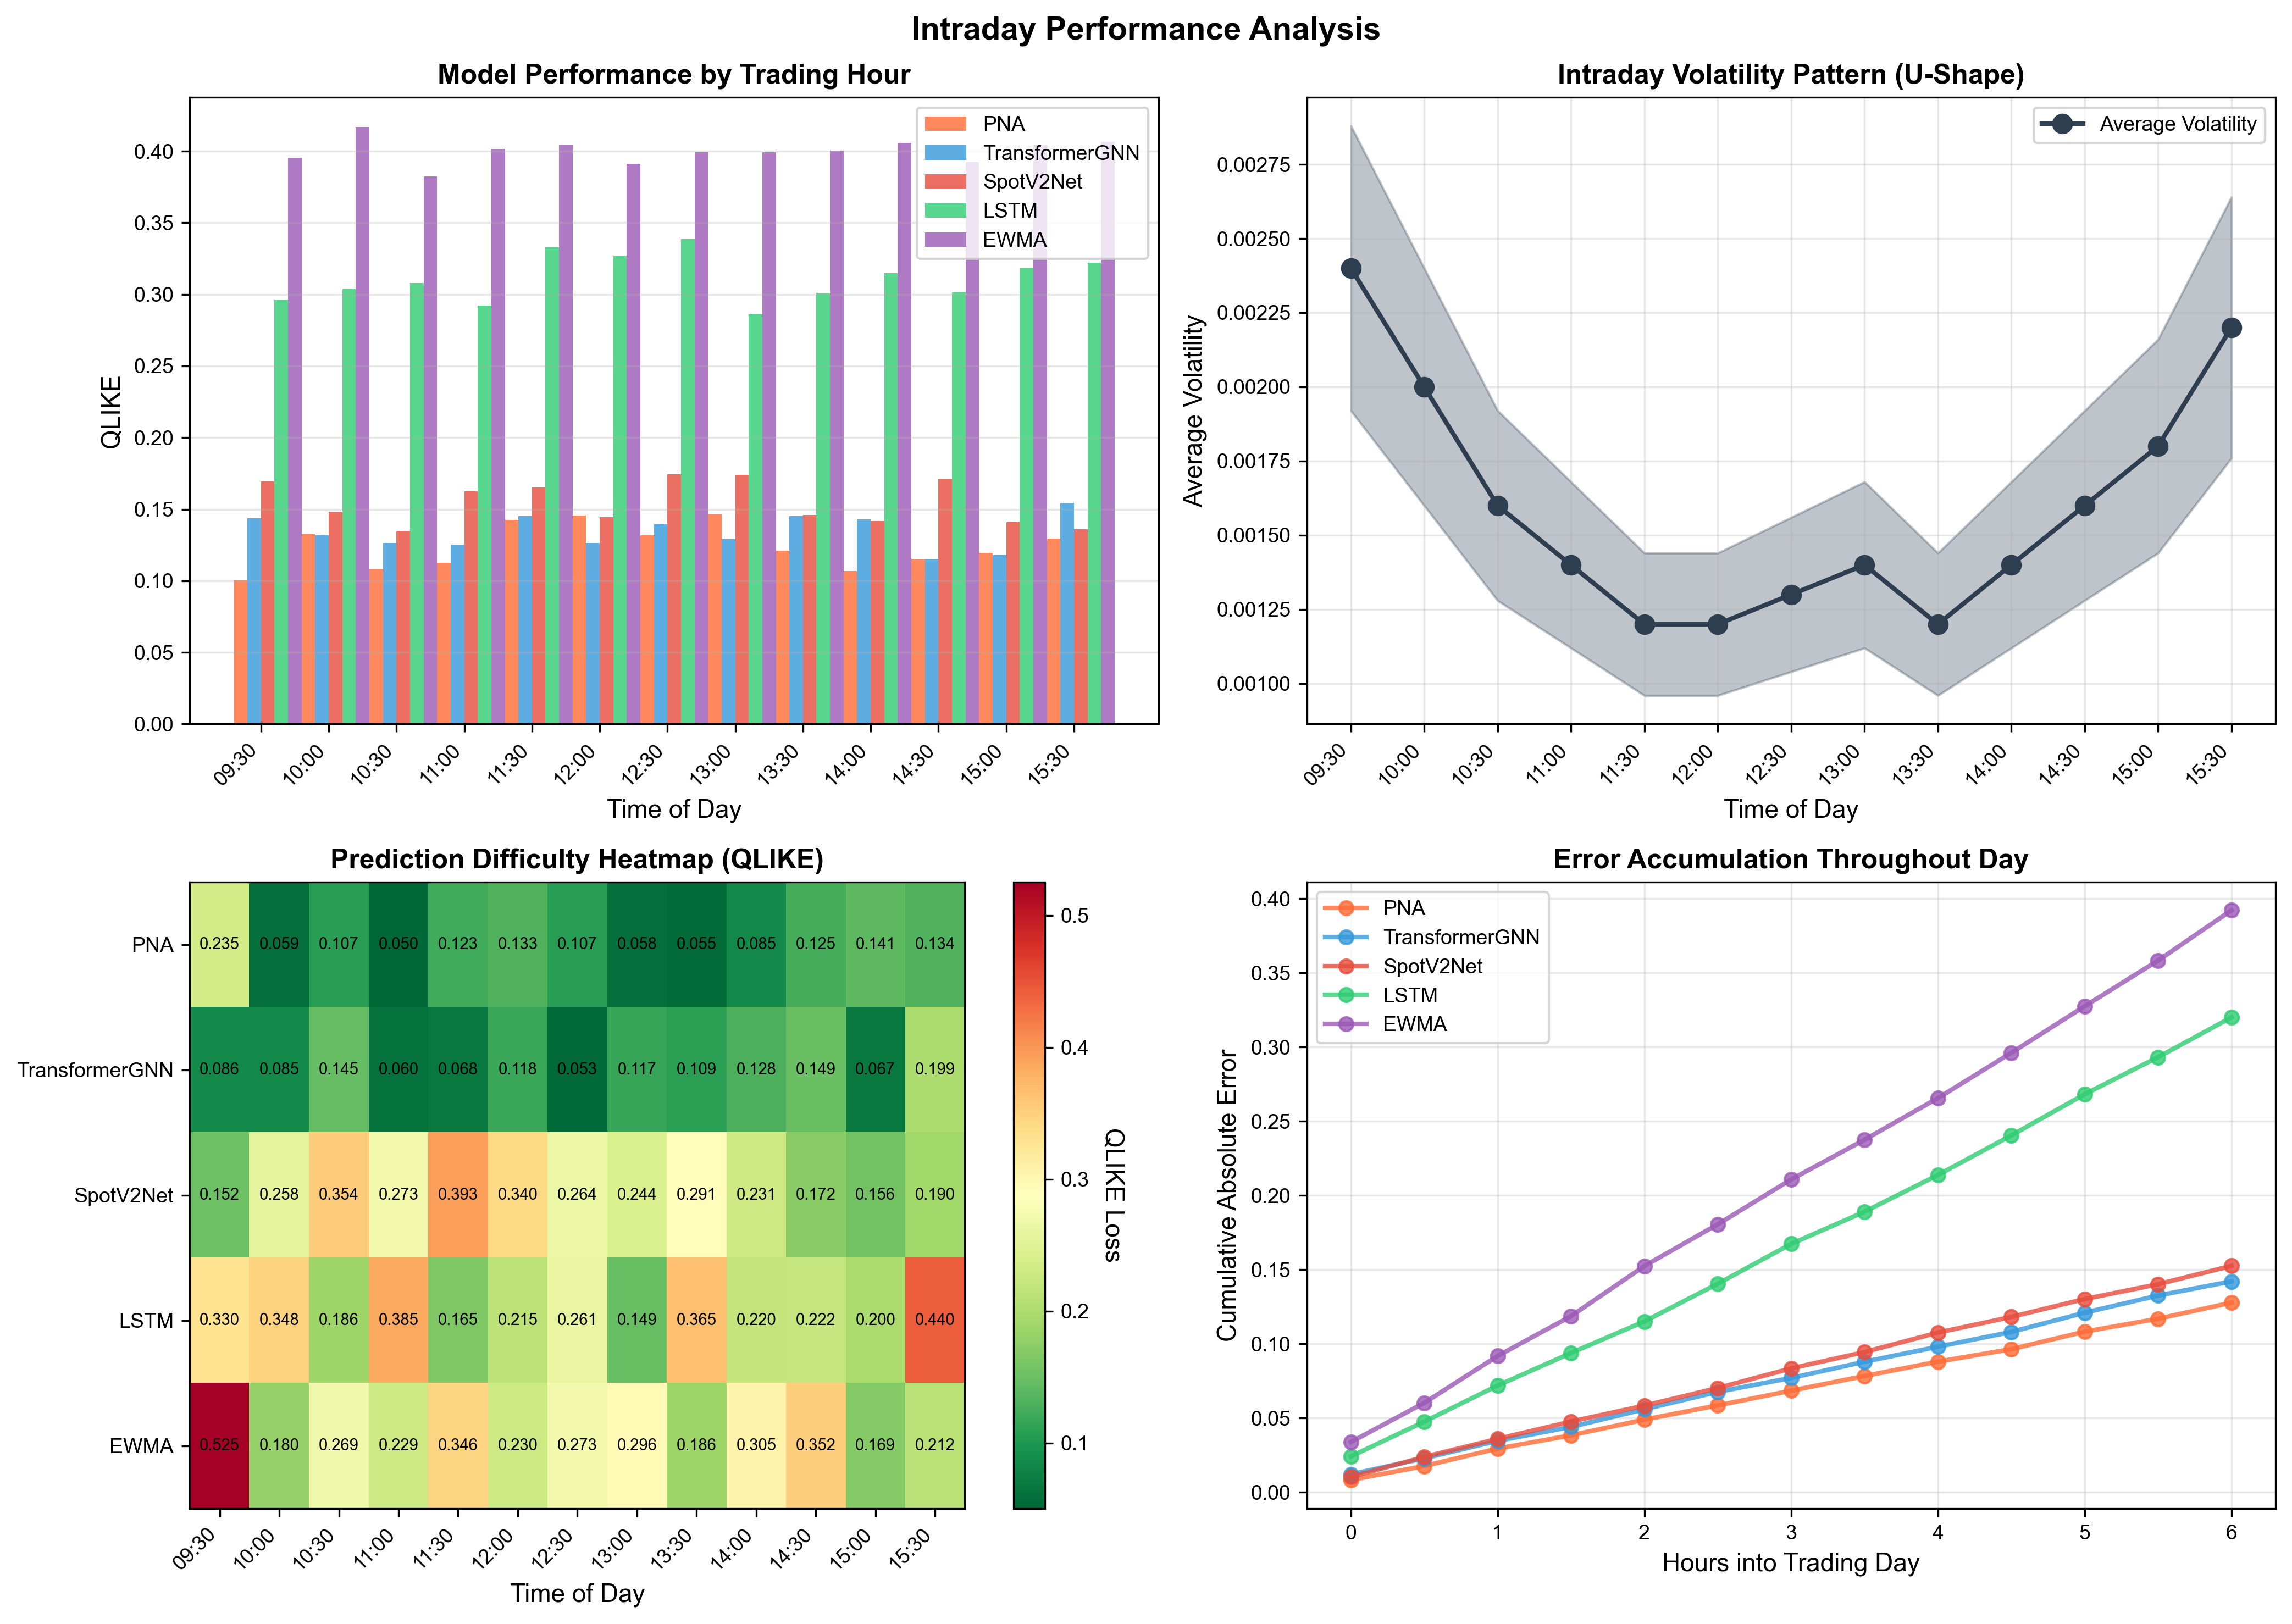 Intraday Performance Analysis
Model Performance by Trading Hour
QLIKE
0.40
0.35
0.30
0.25
0.20
0.15
0.10
0.05
0.00
PNA
TransformerGNN
SpotV2Net
LSTM
EWMA
09:30 10:00 10:30 11:00 11:30 12:00 12:30 13:00 13:30 14:00 14:30 15:00 15:30
Time of Day
Intraday Volatility Pattern (U-Shape)
Average Volatility
0.00275
0.00250
0.00225
0.00200
0.00175
0.00150
0.00125
0.00100
Average Volatility
09:30 10:00 10:30 11:00 11:30 12:00 12:30 13:00 13:30 14:00 14:30 15:00 15:30
Time of Day
Prediction Difficulty Heatmap (QLIKE)
PNA 0.235 0.059 0.107 0.050 0.123 0.133 0.107 0.058 0.055 0.085 0.125 0.141 0.134
TransformerGNN 0.086 0.085 0.145 0.060 0.068 0.118 0.053 0.117 0.109 0.128 0.149 0.067 0.199
SpotV2Net 0.152 0.258 0.354 0.273 0.393 0.340 0.264 0.244 0.291 0.231 0.172 0.156 0.190
LSTM 0.330 0.348 0.186 0.385 0.165 0.215 0.261 0.149 0.365 0.220 0.222 0.200 0.440
EWMA 0.525 0.180 0.269 0.229 0.346 0.230 0.273 0.296 0.186 0.305 0.352 0.169 0.212
09:30 10:00 10:30 11:00 11:30 12:00 12:30 13:00 13:30 14:00 14:30 15:00 15:30
Time of Day
0.5
0.4
0.3
0.2
0.1
QLIKE Loss
Error Accumulation Throughout Day
Cumulative Absolute Error
0.40
0.35
0.30
0.25
0.20
0.15
0.10
0.05
0.00
PNA
TransformerGNN
SpotV2Net
LSTM
EWMA
0 1 2 3 4 5 6
Hours into Trading Day